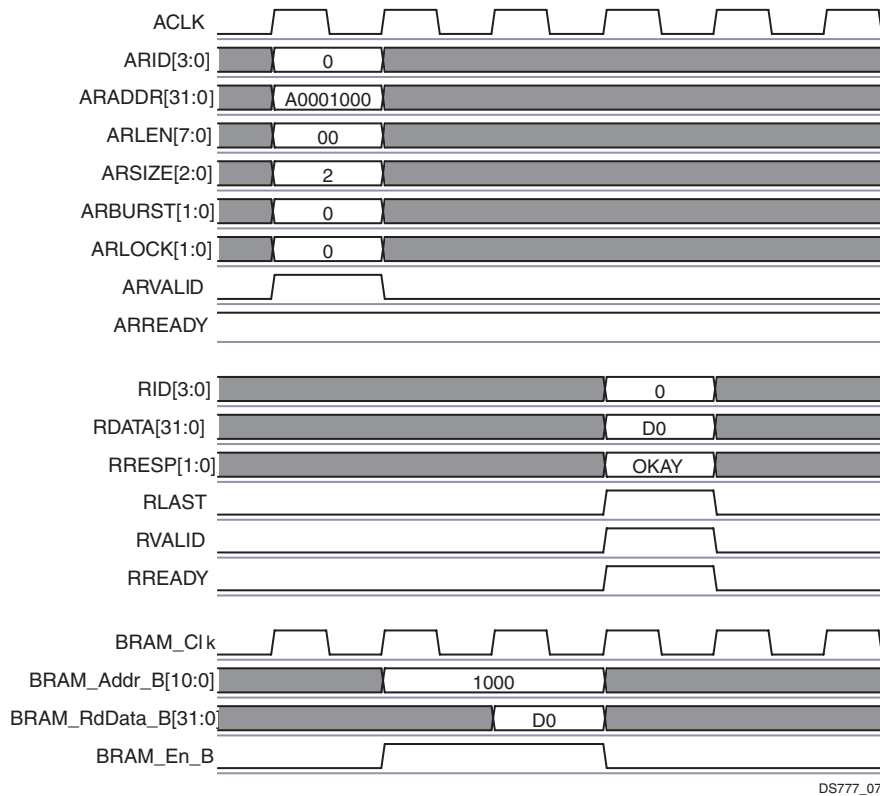 ACLK
ARID[3:0] 0
ARADDR[31:0] A0001000
ARLEN[7:0] 00
ARSIZE[2:0] 2
ARBURST[1:0] 0
ARLOCK[1:0] 0
ARVALID
ARREADY
RID[3:0] 0
RDATA[31:0] D0
RRESP[1:0] OKAY
RLAST
RVALID
RREADY
BRAM_Clk
BRAM_Addr_B[10:0] 1000
BRAM_RdData_B[31:0] D0
BRAM_En_B
DS777_07